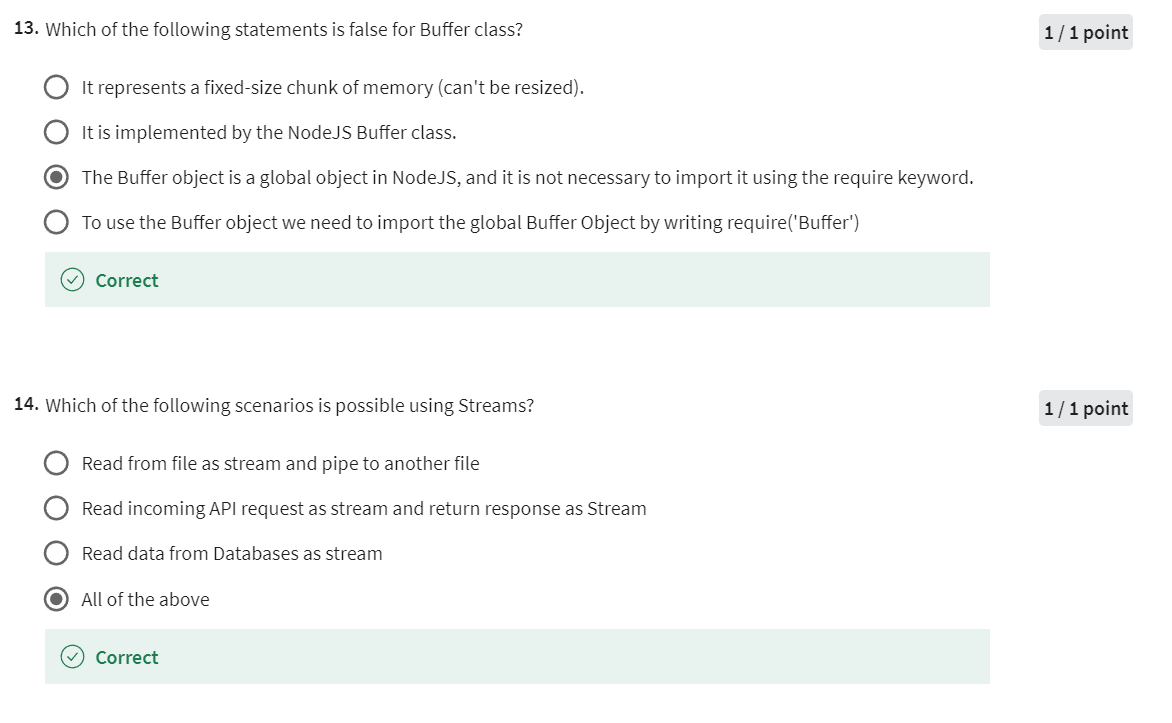 13. Which of the following statements is false for Buffer class?
1 / 1 point
It represents a fixed-size chunk of memory (can't be resized).
It is implemented by the NodeJS Buffer class.
The Buffer object is a global object in NodeJS, and it is not necessary to import it using the require keyword.
To use the Buffer object we need to import the global Buffer Object by writing require('Buffer')
Correct
14. Which of the following scenarios is possible using Streams?
1 / 1 point
Read from file as stream and pipe to another file
Read incoming API request as stream and return response as Stream
Read data from Databases as stream
All of the above
Correct